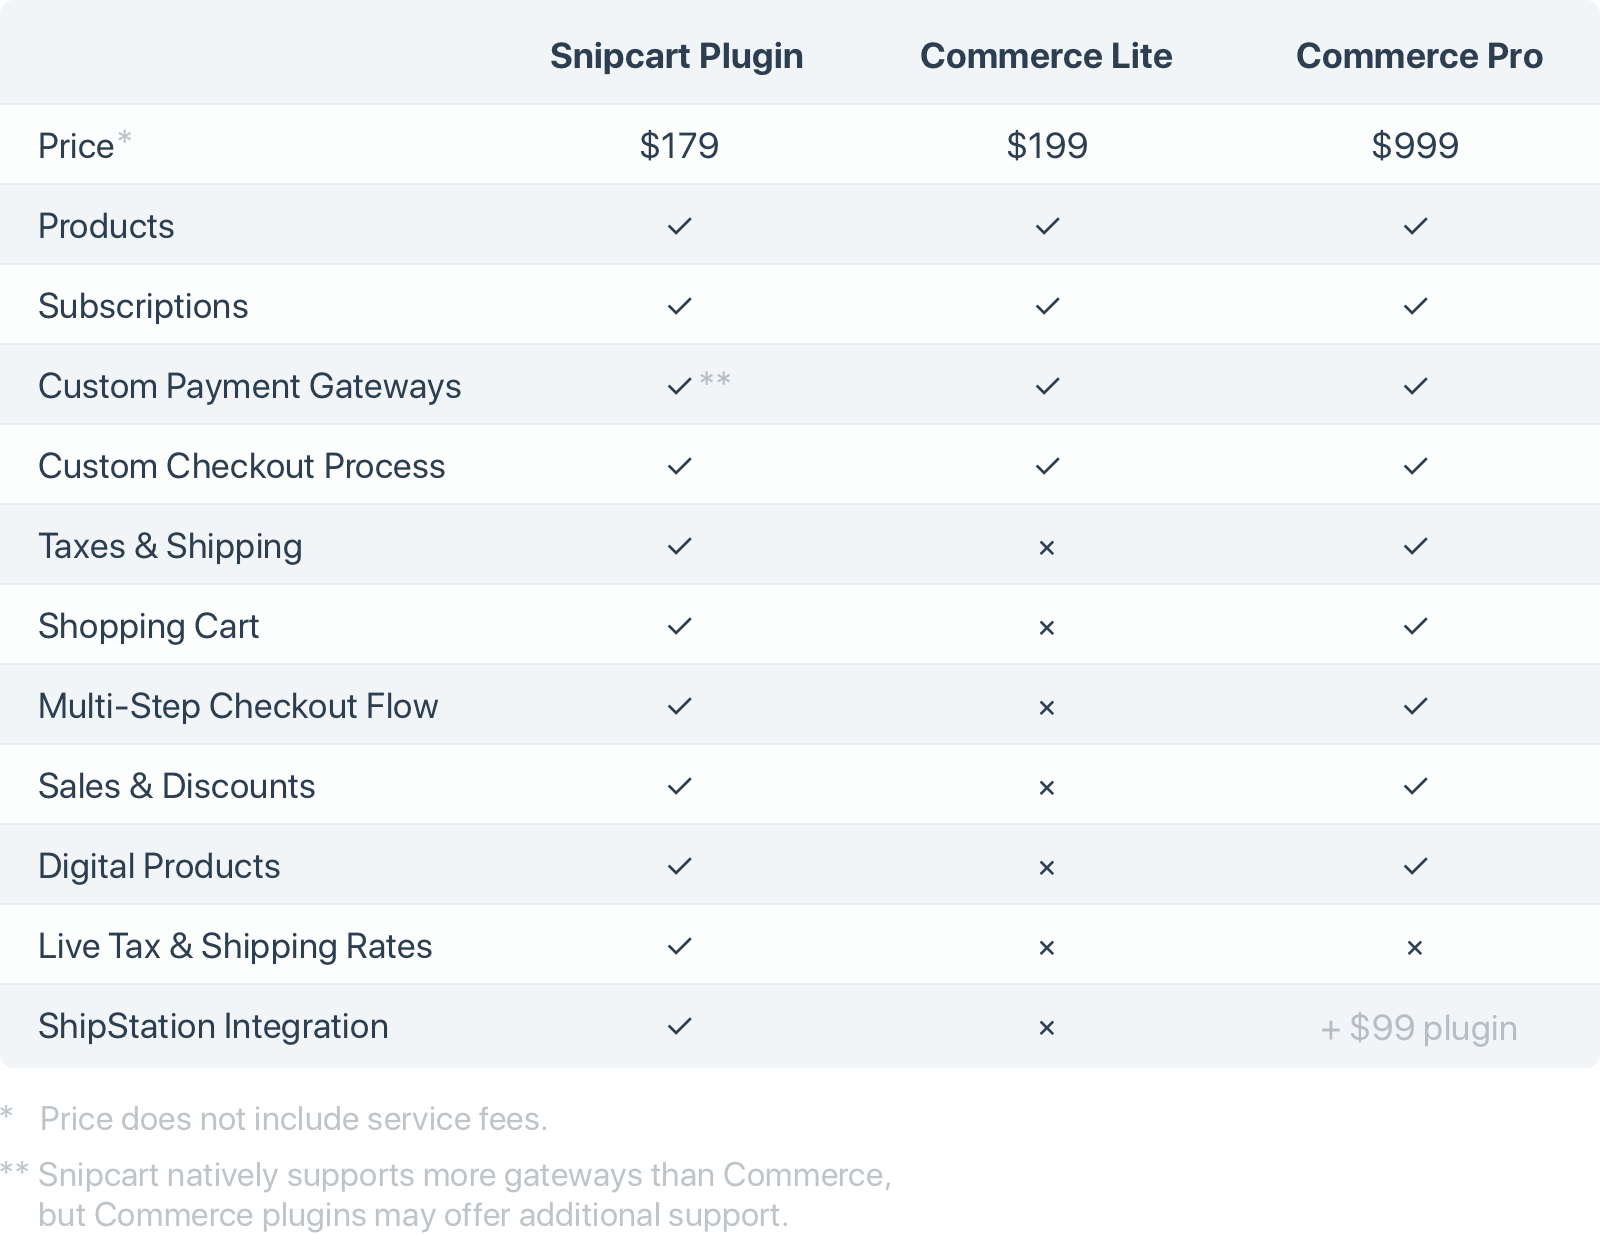 Snipcart Plugin Commerce Lite Commerce Pro
Price* $179 $199 $999
Products ✓ ✓ ✓
Subscriptions ✓ ✓ ✓
Custom Payment Gateways ✓** ✓ ✓
Custom Checkout Process ✓ ✓ ✓
Taxes & Shipping ✓ × ✓
Shopping Cart ✓ × ✓
Multi-Step Checkout Flow ✓ × ✓
Sales & Discounts ✓ × ✓
Digital Products ✓ × ✓
Live Tax & Shipping Rates ✓ × ×
ShipStation Integration ✓ × + $99 plugin
* Price does not include service fees.
** Snipcart natively supports more gateways than Commerce,
but Commerce plugins may offer additional support.